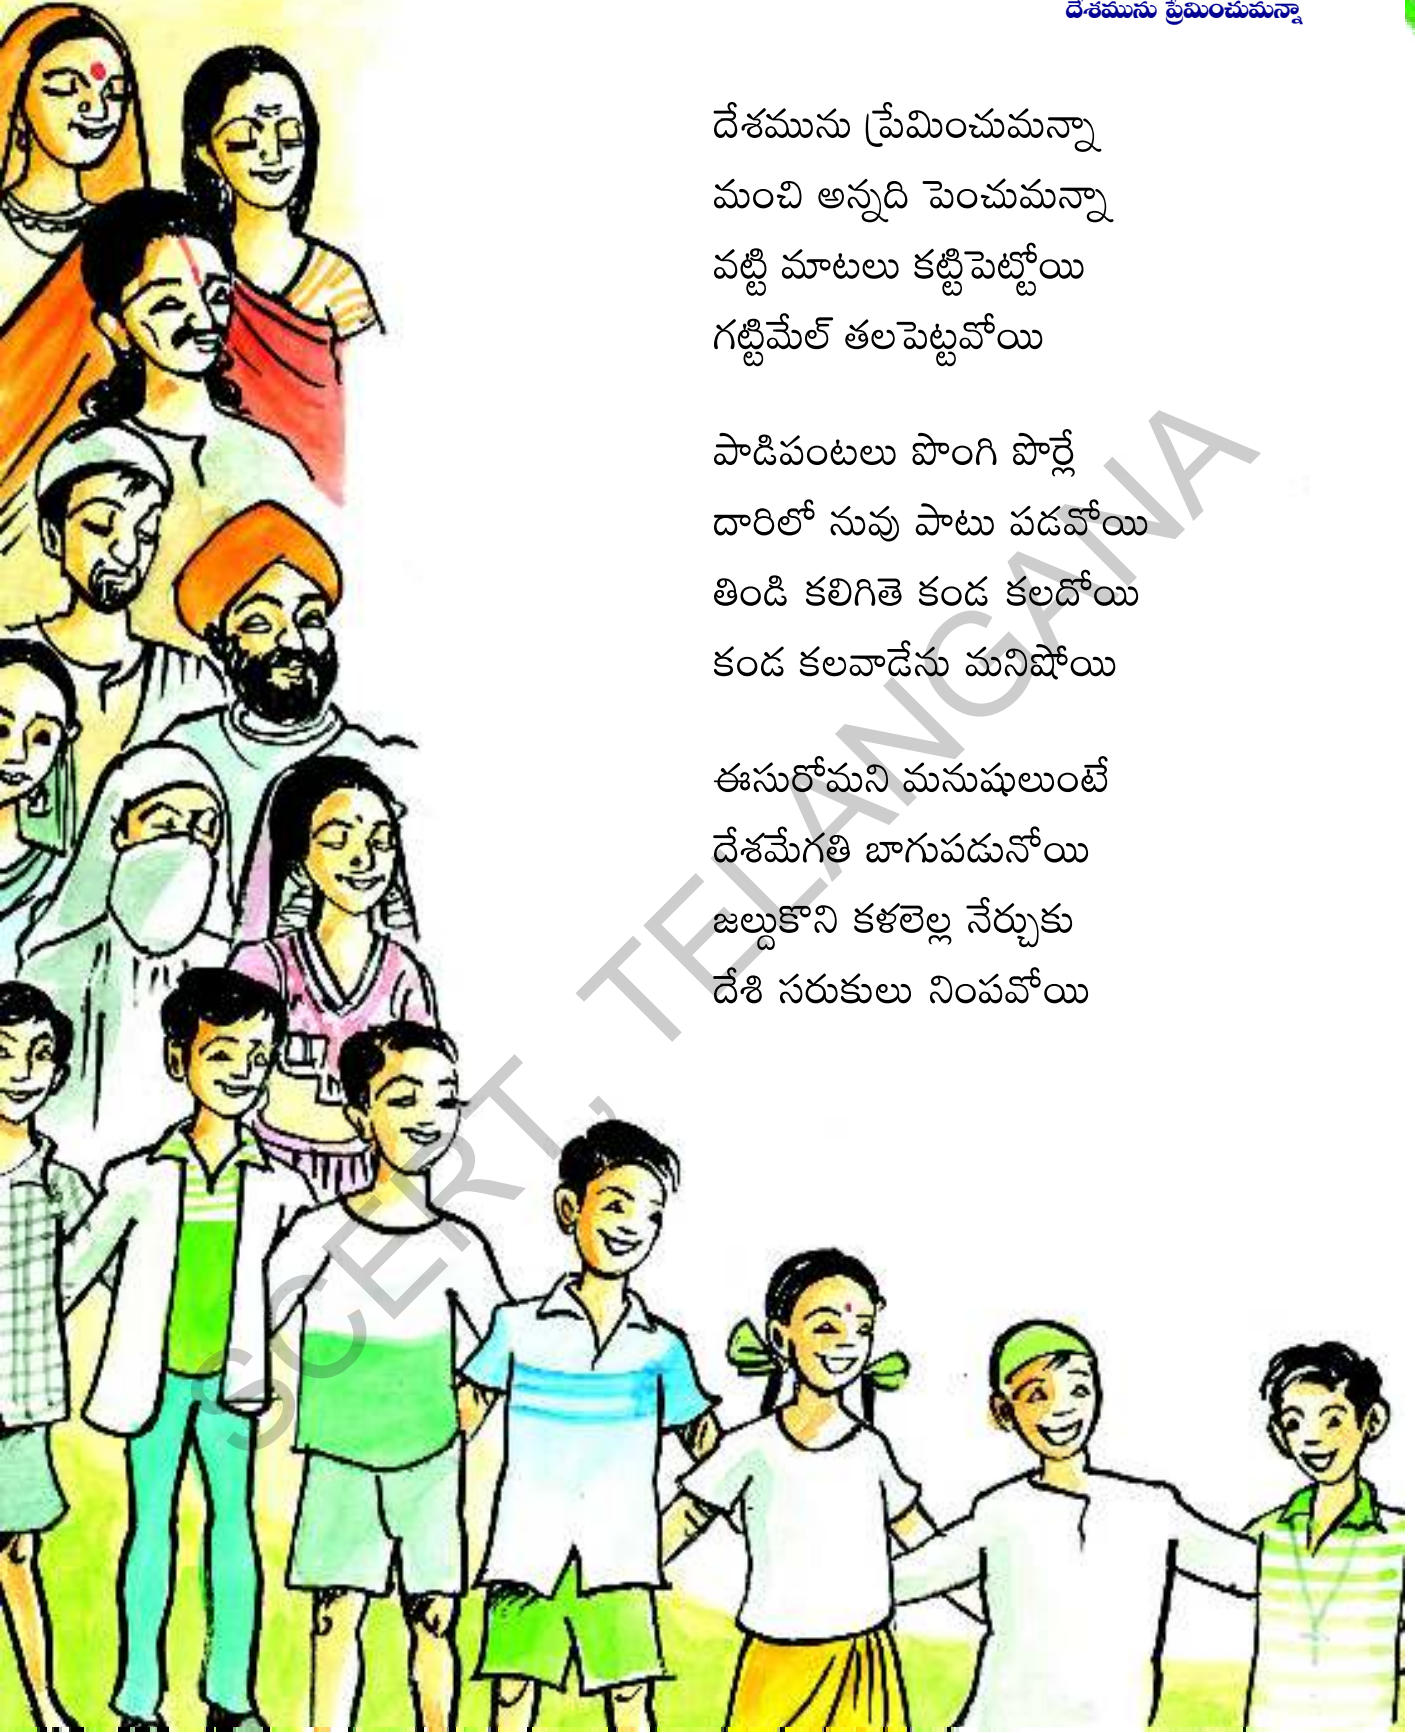 దేశమును ప్రేమించుమన్నా
దేశమును ప్రేమించుమన్నా
మంచి అన్నది పెంచుమన్నా
వట్టి మాటలు కట్టిపెట్టోయి
గట్టిమేల్ తలపెట్టవోయి
పాడిపంటలు పొంగి పొర్లే
దారిలో నువు పాటు పడవోయి
తిండి కలిగితె కండ కలదోయి
కండ కలవాడేను మనిషోయి
ఈసురోమని మనుషులుంటే
దేశమేగతి బాగుపడునోయి
జల్దుకొని కళలెల్ల నేర్చుకు
దేశి సరుకులు నింపవోయి
SCERT, TELANGANA